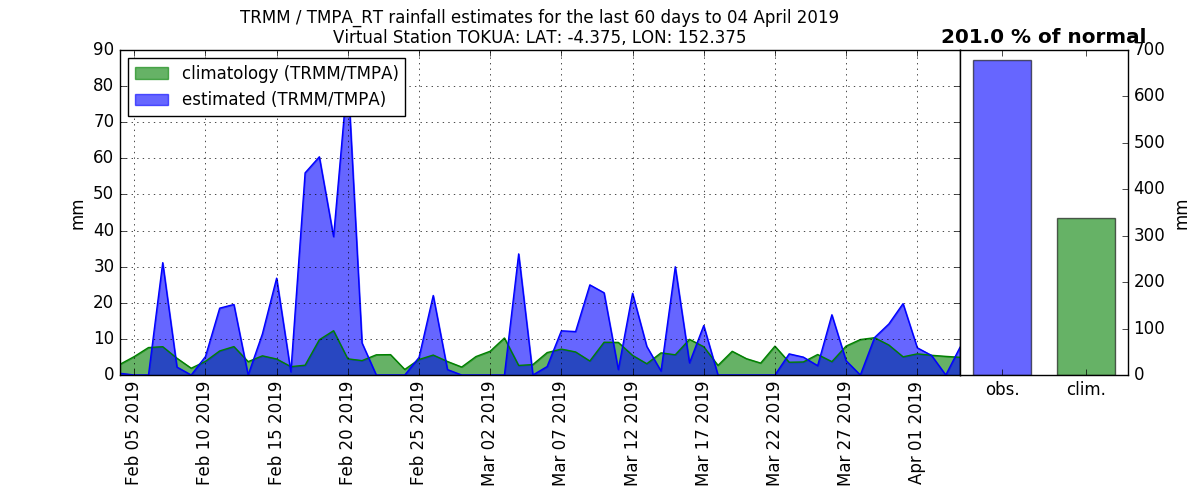 TRMM / TMPA_RT rainfall estimates for the last 60 days to 04 April 2019
Virtual Station TOKUA: LAT: -4.375, LON: 152.375
201.0 % of normal
climatology (TRMM/TMPA)
estimated (TRMM/TMPA)
mm
90
80
70
60
50
40
30
20
10
0
Feb 05 2019
Feb 10 2019
Feb 15 2019
Feb 20 2019
Feb 25 2019
Mar 02 2019
Mar 07 2019
Mar 12 2019
Mar 17 2019
Mar 22 2019
Mar 27 2019
Apr 01 2019
obs.
clim.
700
600
500
400
300
200
100
0
mm